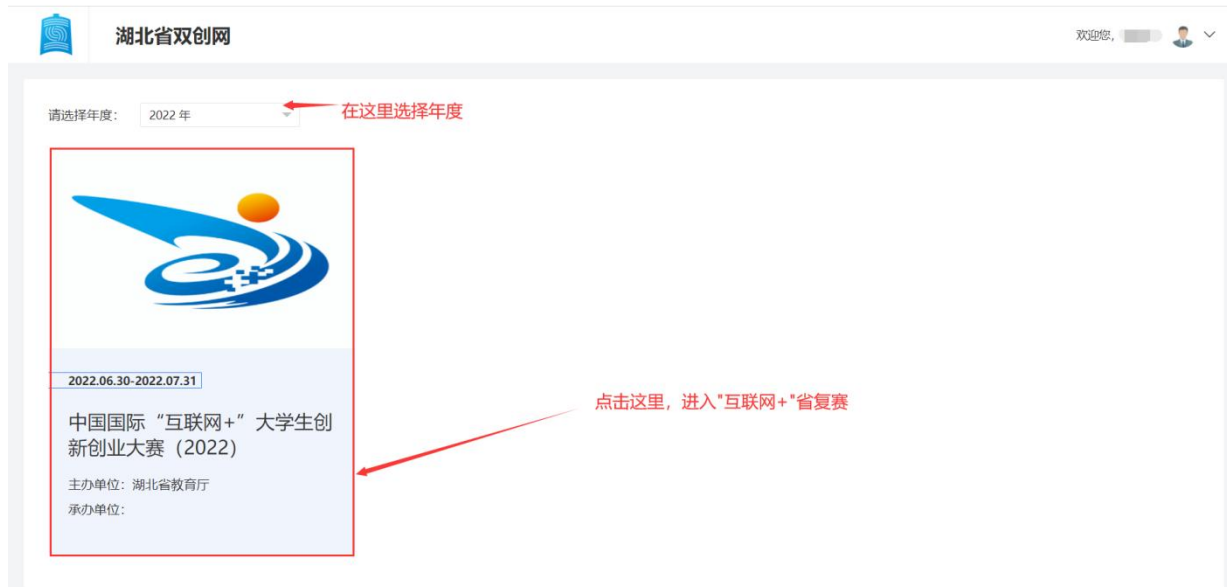 湖北省双创网
欢迎您,
请选择年度：
2022 年
在这里选择年度
2022.06.30-2022.07.31
中国国际“互联网+”大学生创
新创业大赛（2022）
点击这里，进入"互联网+"省复赛
主办单位：湖北省教育厅
承办单位：